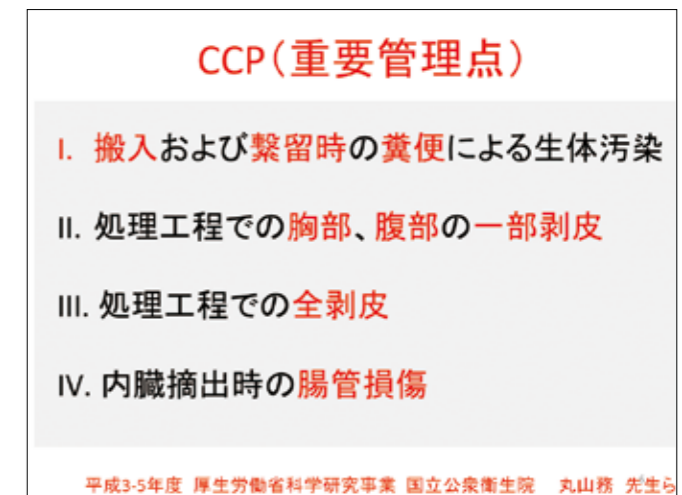 CCP（重要管理点）
I. 搬入および繋留時の糞便による生体汚染
II. 処理工程での胸部、腹部の一部剥皮
III. 処理工程での全剥皮
IV. 内臓摘出時の腸管損傷
平成3-5年度 厚生労働省科学研究事業 国立公衆衛生院 丸山務 先生ら